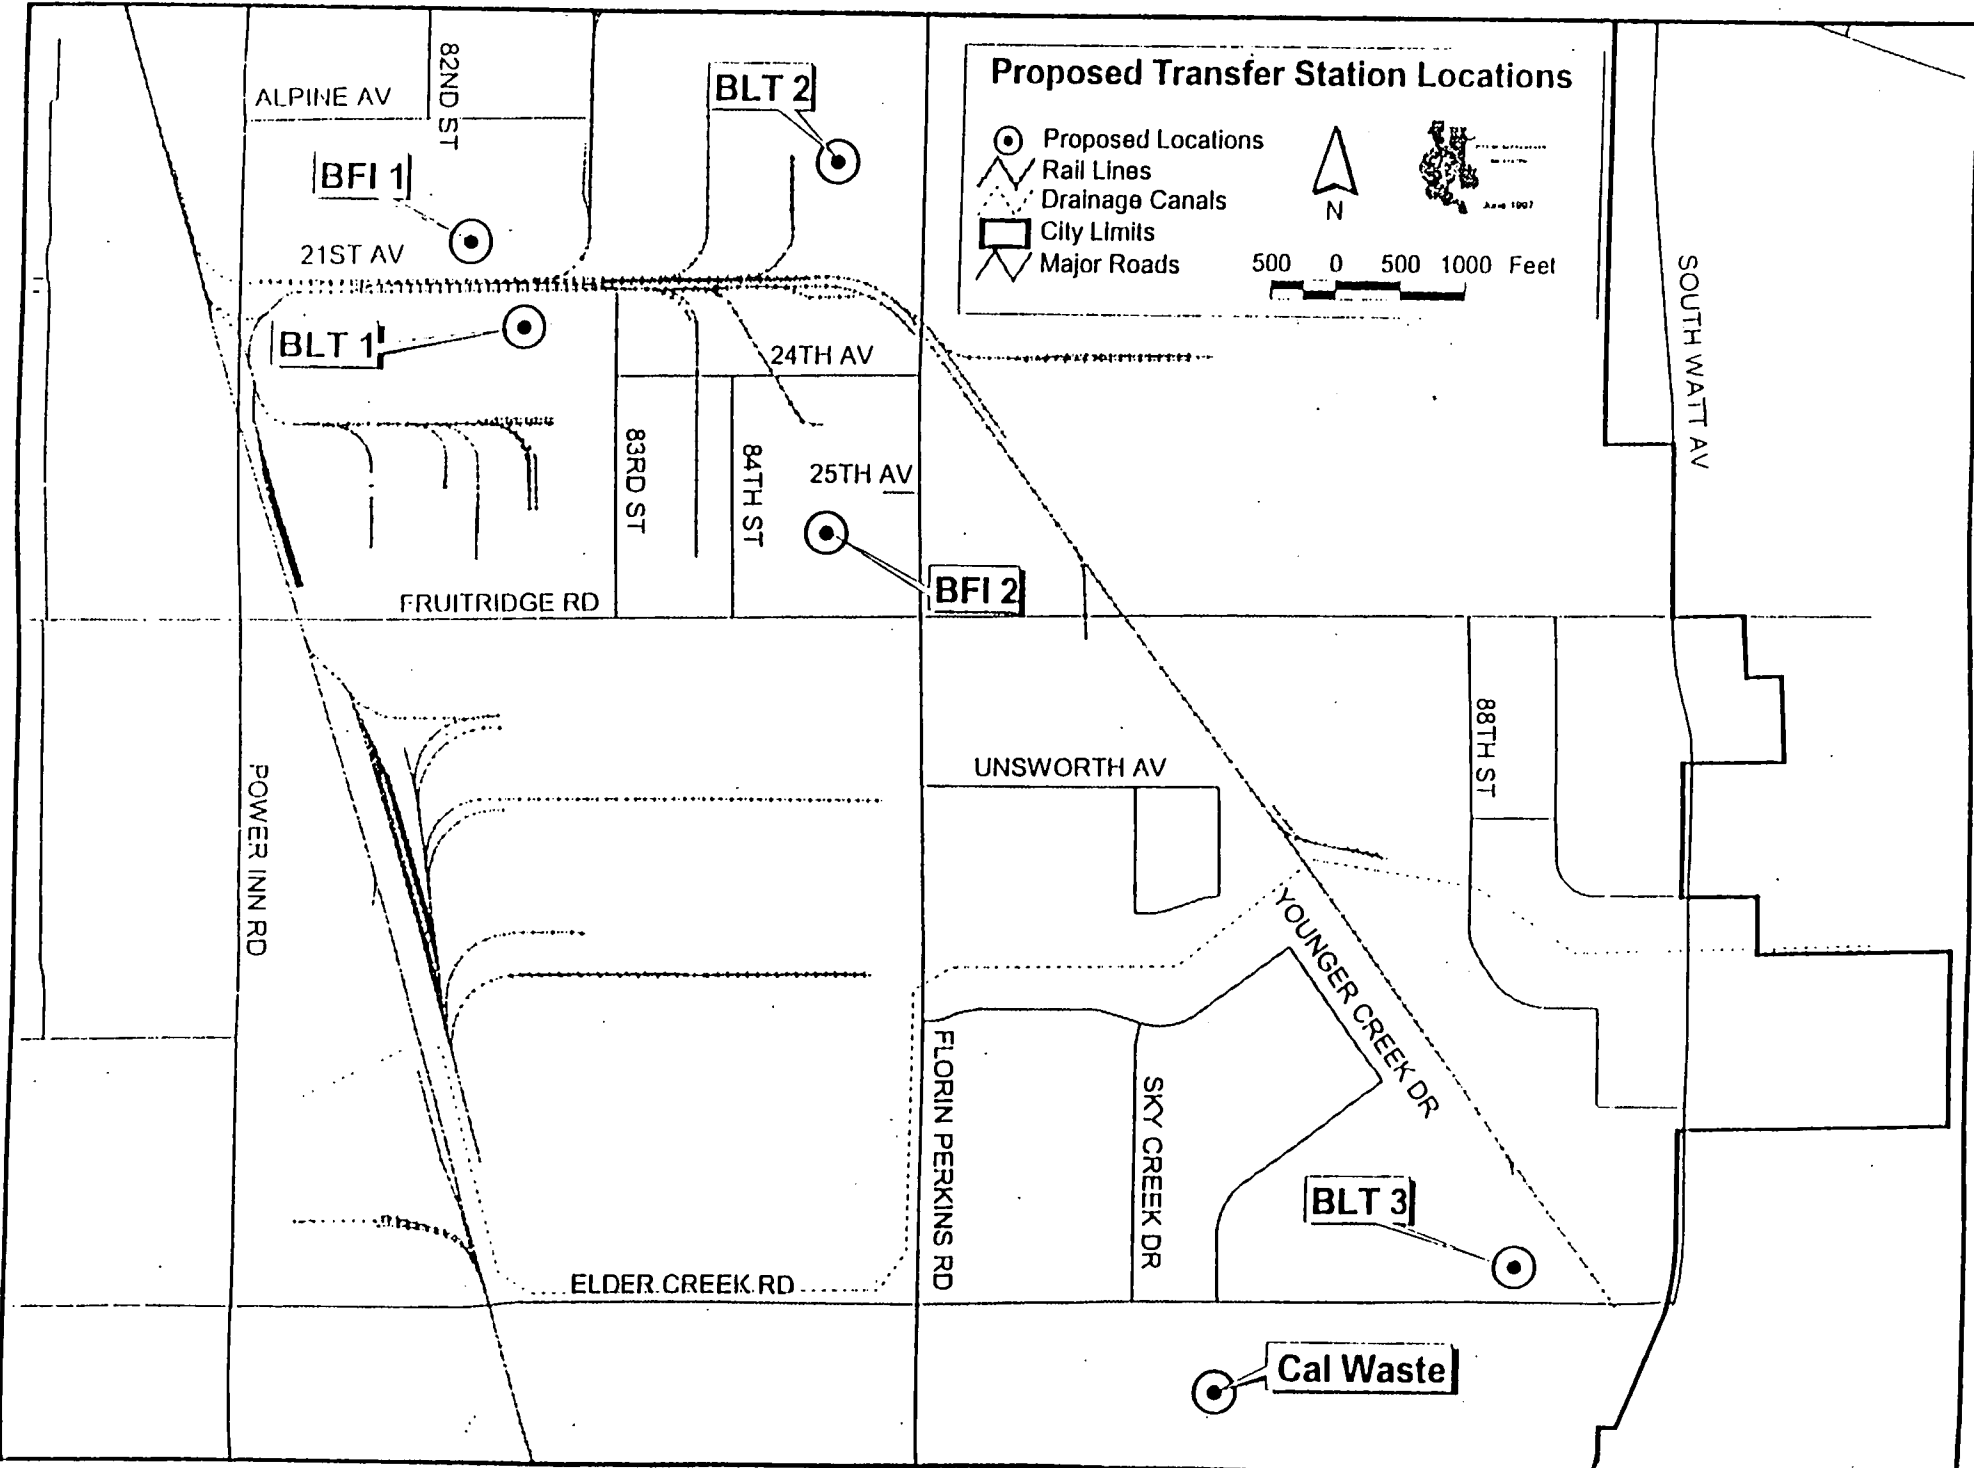 Proposed Transfer Station Locations
Proposed Locations
Rail Lines
Drainage Canals
City Limits
Major Roads
N
June 1997
500 0 500 1000 Feet
82ND ST
ALPINE AV
BLT 2
BFI 1
21ST AV
BLT 1
24TH AV
SOUTH WATT AV
83RD ST
84TH ST
25TH AV
BFI 2
FRUITRIDGE RD
88TH ST
UNSWORTH AV
POWER INN RD
YOUNGER CREEK DR
FLORIN PERKINS RD
SKY CREEK DR
BLT 3
ELDER CREEK RD
Cal Waste